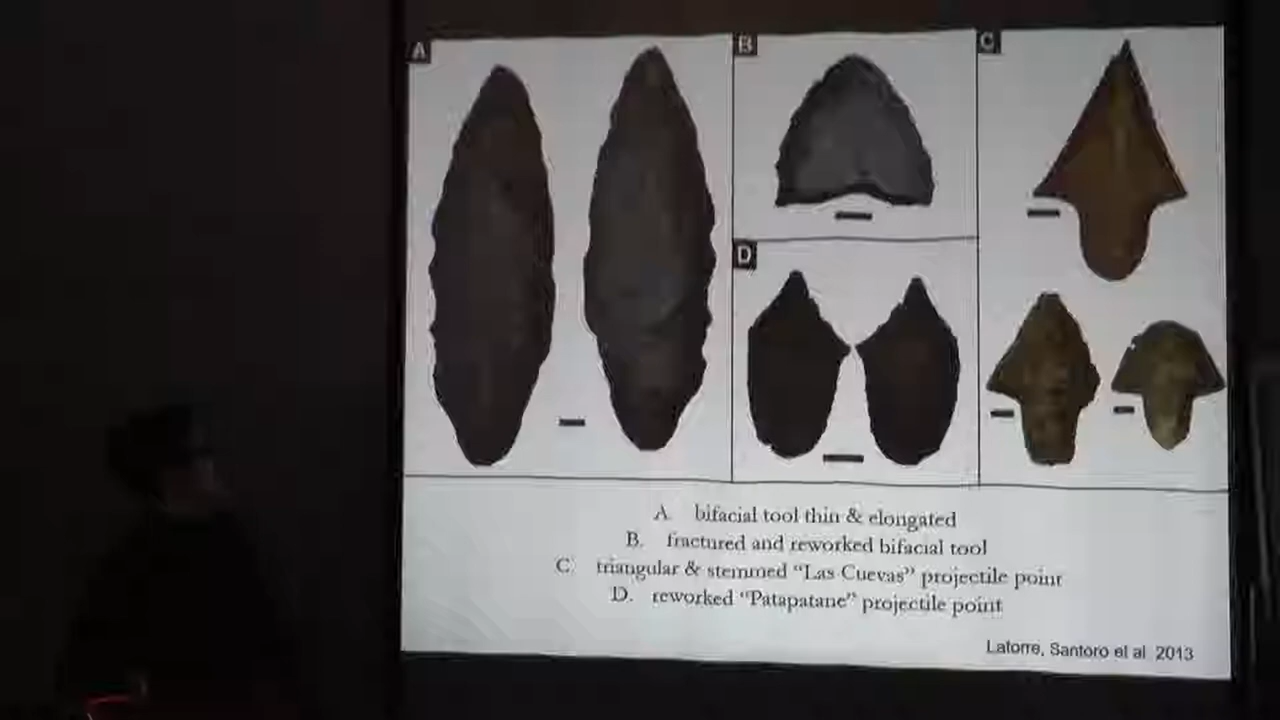 A
B
C
D
A. bifacial tool thin & elongated
B. fractured and reworked bifacial tool
C. triangular & stemmed "Las Cuevas" projectile point
D. reworked "Patapatane" projectile point
Latorre, Santoro et al 2013